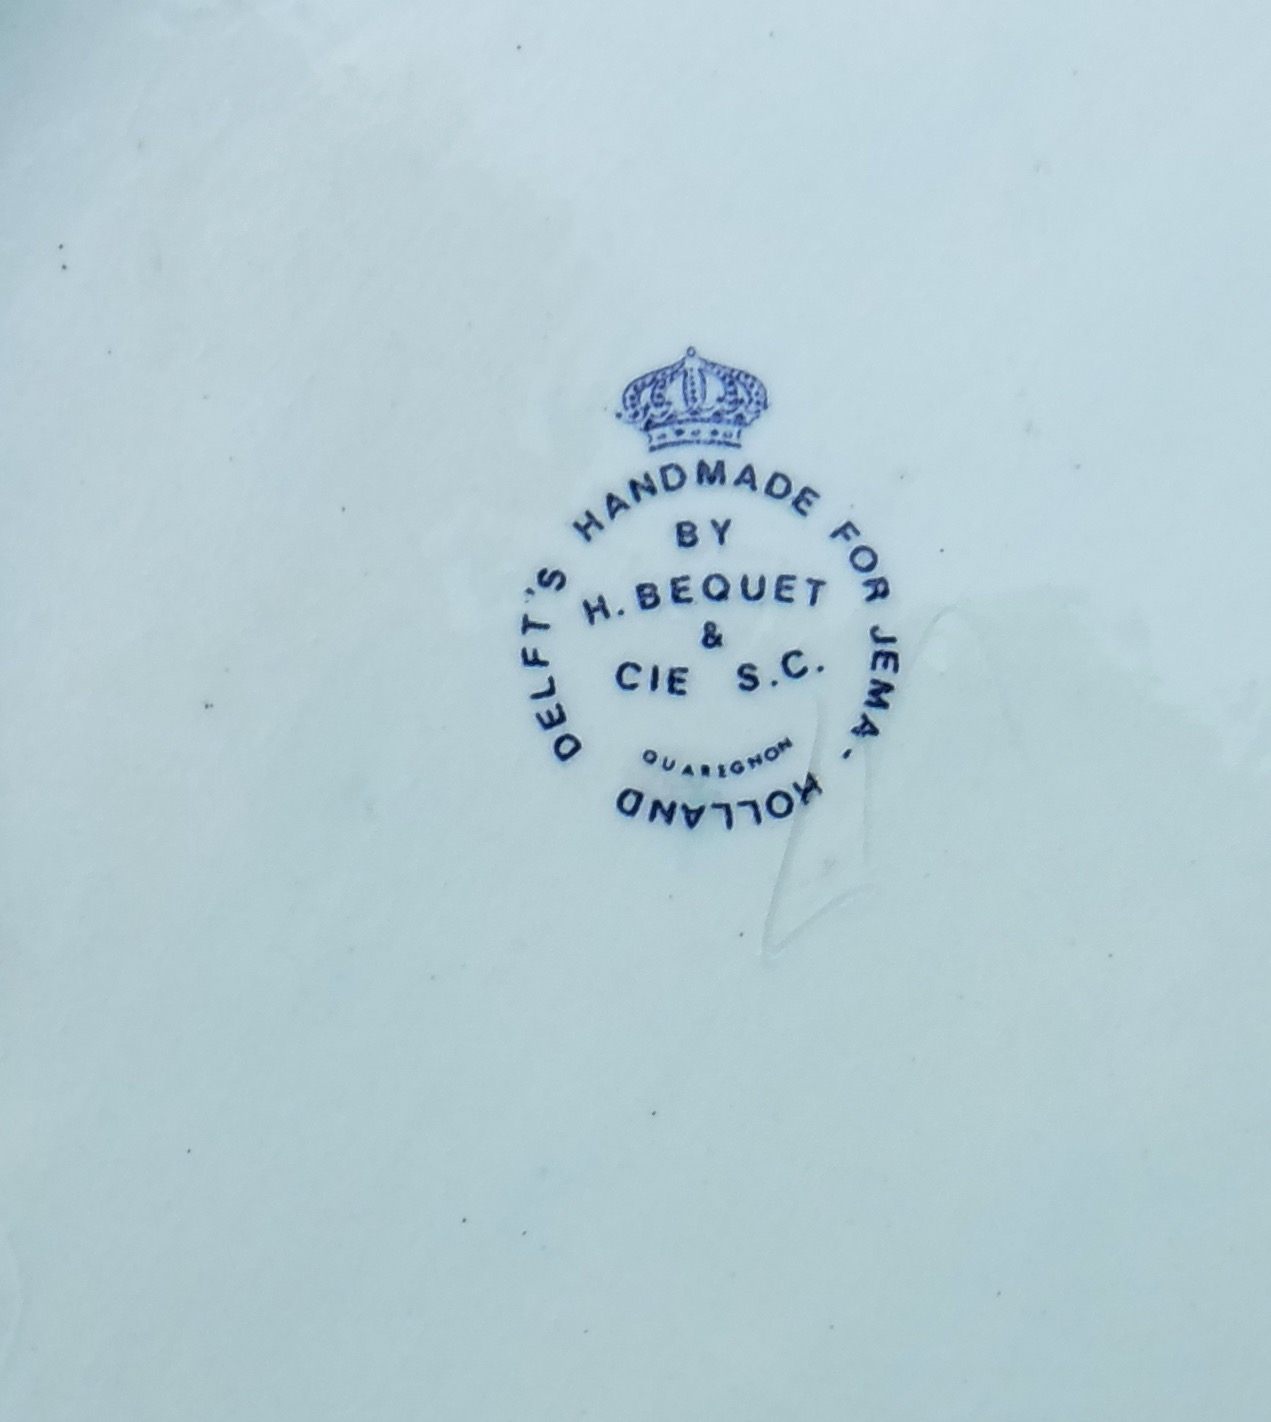 DELFT'S HANDMADE FOR JEMA - HOLLAND
BY
H. BEQUET
&
CIE S.C.
QUAREGNON